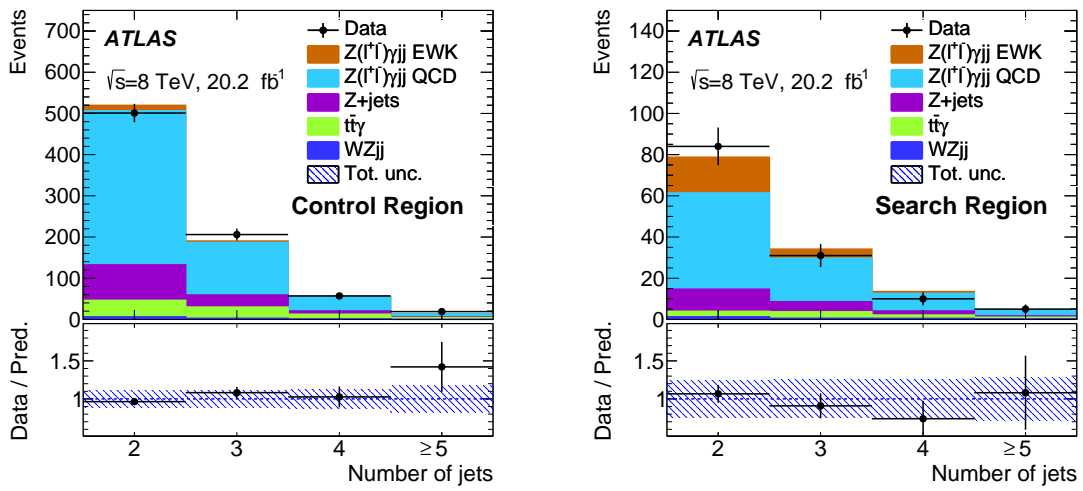 Events
700
600
500
400
300
200
100
0
ATLAS
√s=8 TeV, 20.2 fb⁻¹
Data
Z(l⁺l⁻)γjj EWK
Z(l⁺l⁻)γjj QCD
Z+jets
tt̄γ
WZjj
Tot. unc.
Control Region
Data / Pred.
1.5
1
2 3 4 ≥5
Number of jets
Events
140
120
100
80
60
40
20
0
ATLAS
√s=8 TeV, 20.2 fb⁻¹
Data
Z(l⁺l⁻)γjj EWK
Z(l⁺l⁻)γjj QCD
Z+jets
tt̄γ
WZjj
Tot. unc.
Search Region
Data / Pred.
1.5
1
2 3 4 ≥5
Number of jets